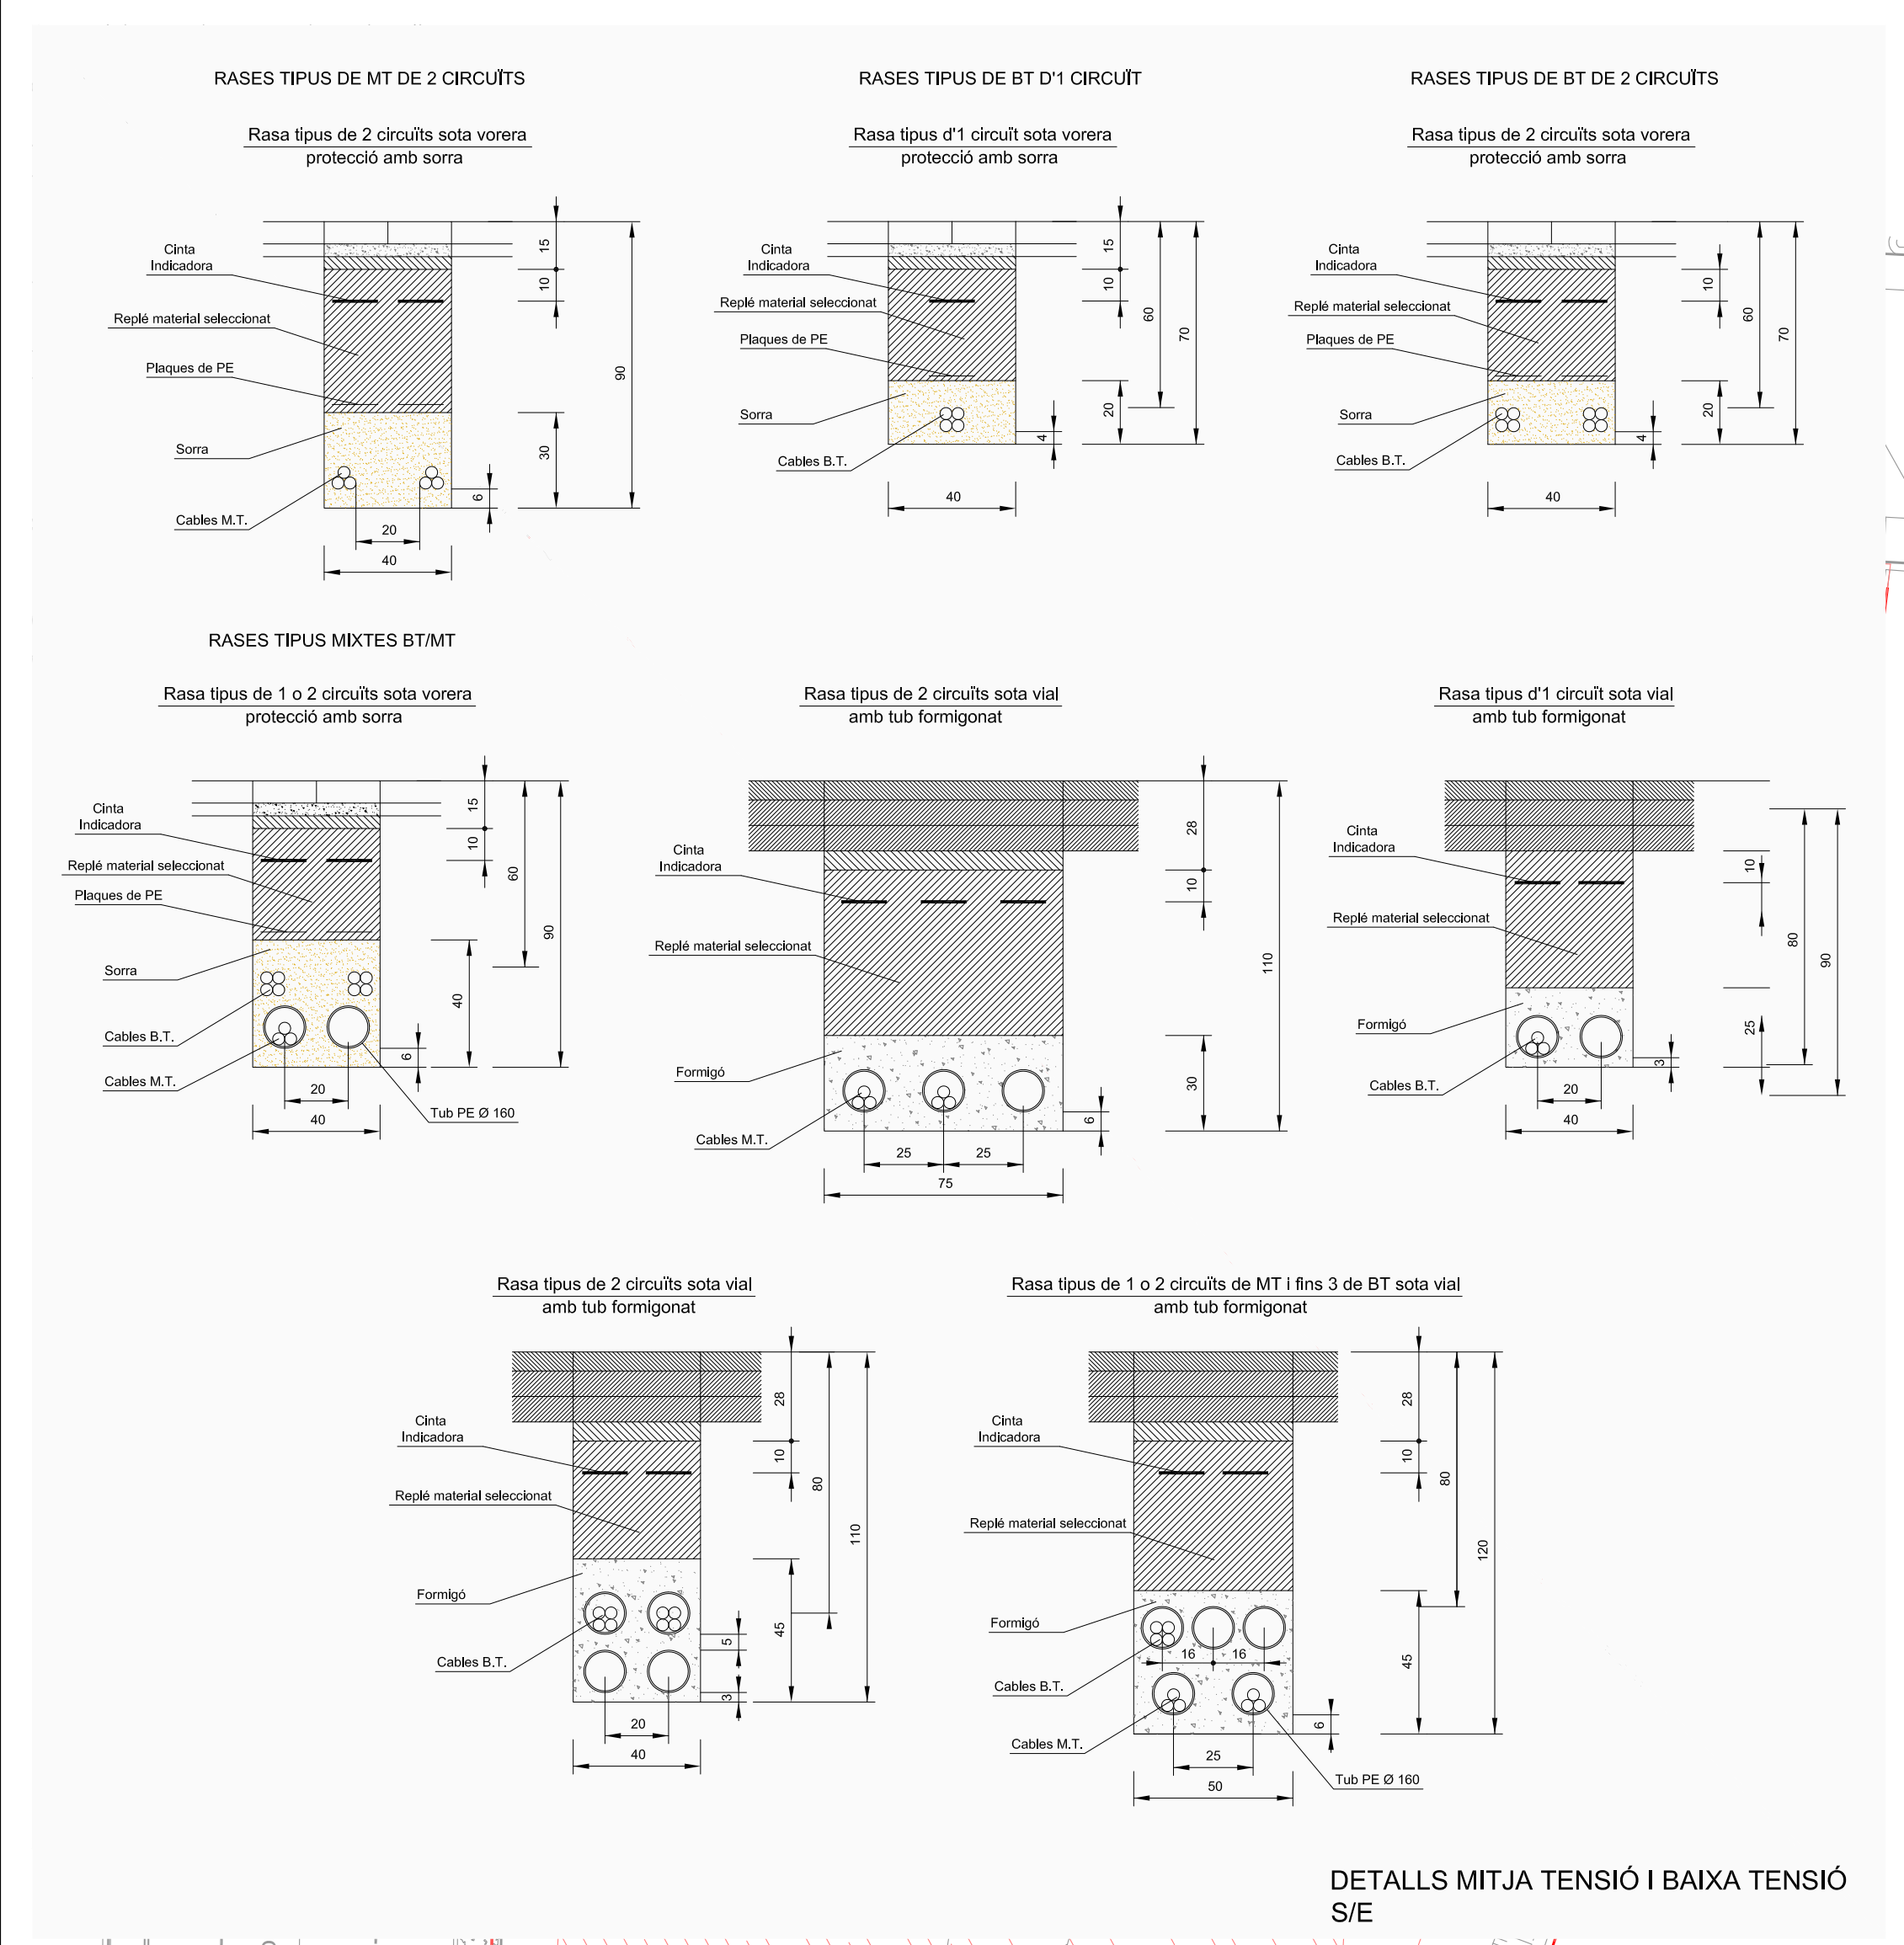 RASES TIPUS DE MT DE 2 CIRCUÏTS
Rasa tipus de 2 circuïts sota vorera
protecció amb sorra
Cinta
Indicadora
Replé material seleccionat
Plaques de PE
Sorra
Cables M.T.
15
10
90
30
6
20
40
RASES TIPUS DE BT D'1 CIRCUÏT
Rasa tipus d'1 circuït sota vorera
protecció amb sorra
Cinta
Indicadora
Replé material seleccionat
Plaques de PE
Sorra
Cables B.T.
15
10
60
70
20
4
40
RASES TIPUS DE BT DE 2 CIRCUÏTS
Rasa tipus de 2 circuïts sota vorera
protecció amb sorra
Cinta
Indicadora
Replé material seleccionat
Plaques de PE
Sorra
Cables B.T.
10
60
70
20
4
40
RASES TIPUS MIXTES BT/MT
Rasa tipus de 1 o 2 circuïts sota vorera
protecció amb sorra
Cinta
Indicadora
Replé material seleccionat
Plaques de PE
Sorra
Cables B.T.
Cables M.T.
15
10
60
90
40
6
20
40
Tub PE Ø 160
Rasa tipus de 2 circuïts sota vial
amb tub formigonat
Cinta
Indicadora
Replé material seleccionat
Formigó
Cables M.T.
28
10
110
30
6
25
25
75
Rasa tipus d'1 circuït sota vial
amb tub formigonat
Cinta
Indicadora
Replé material seleccionat
Formigó
Cables B.T.
10
80
90
25
3
20
40
Rasa tipus de 2 circuïts sota vial
amb tub formigonat
Cinta
Indicadora
Replé material seleccionat
Formigó
Cables B.T.
28
10
80
110
45
5
3
20
40
Rasa tipus de 1 o 2 circuïts de MT i fins 3 de BT sota vial
amb tub formigonat
Cinta
Indicadora
Replé material seleccionat
Formigó
Cables B.T.
Cables M.T.
28
10
80
120
45
16
16
6
25
50
Tub PE Ø 160
DETALLS MITJA TENSIÓ I BAIXA TENSIÓ
S/E